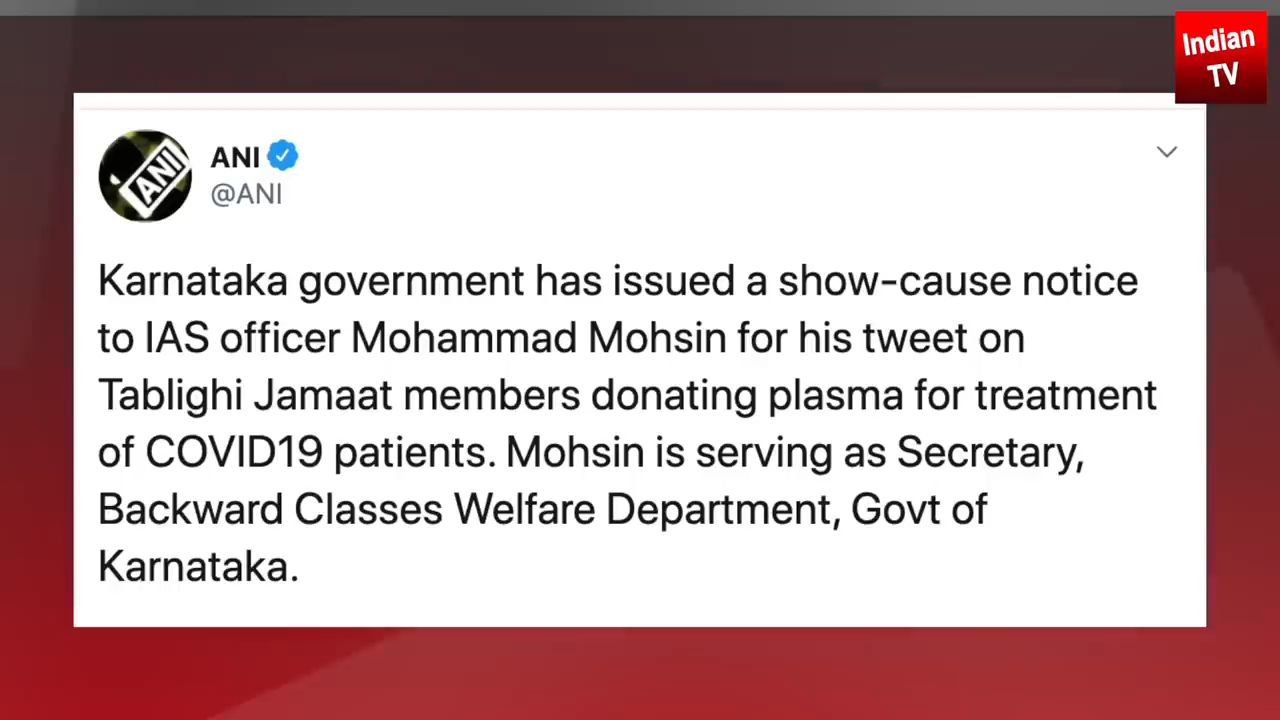 Indian
TV
ANI
ANI
@ANI
Karnataka government has issued a show-cause notice
to IAS officer Mohammad Mohsin for his tweet on
Tablighi Jamaat members donating plasma for treatment
of COVID19 patients. Mohsin is serving as Secretary,
Backward Classes Welfare Department, Govt of
Karnataka.